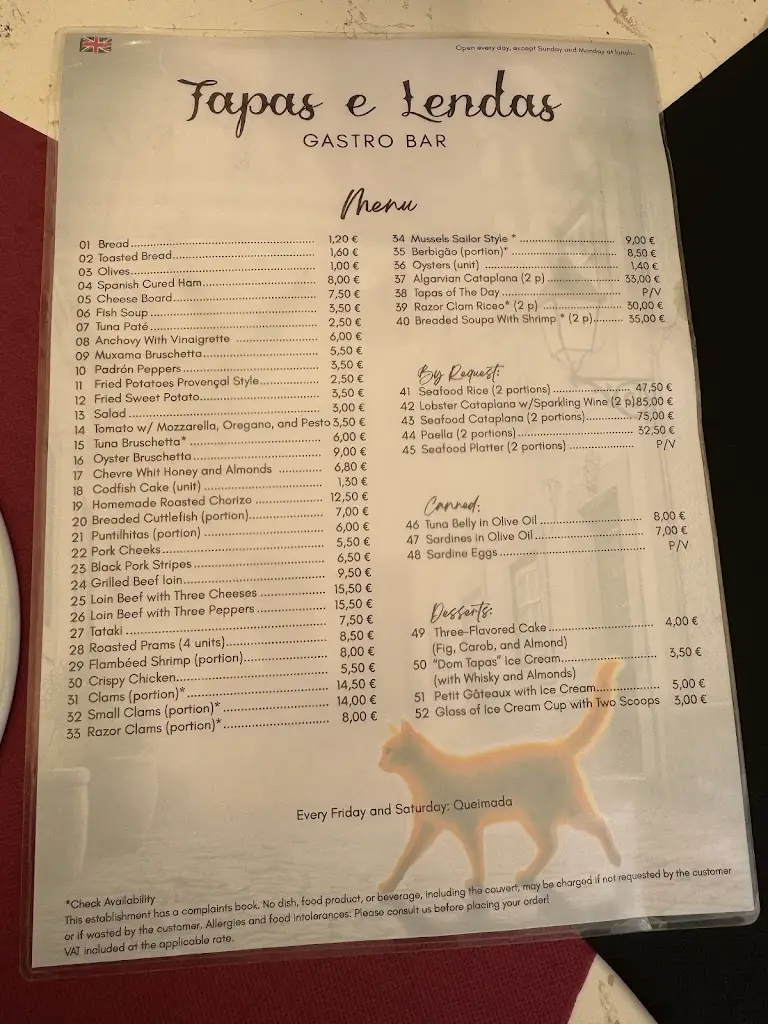 Open every day, except Sunday and Monday at lunch.
Tapas e Lendas
GASTRO BAR
Menu
01 Bread 1,20 €
02 Toasted Bread 1,60 €
03 Olives 1,00 €
04 Spanish Cured Ham 8,00 €
05 Cheese Board 7,50 €
06 Fish Soup 3,50 €
07 Tuna Paté 2,50 €
08 Anchovy With Vinaigrette 6,00 €
09 Muxama Bruschetta 5,50 €
10 Padrón Peppers 3,50 €
11 Fried Potatoes Provençal Style 2,50 €
12 Fried Sweet Potato 3,50 €
13 Salad 3,00 €
14 Tomato w/ Mozzarella, Oregano, and Pesto 3,50 €
15 Tuna Bruschetta* 6,00 €
16 Oyster Bruschetta 9,00 €
17 Chevre Whit Honey and Almonds 6,80 €
18 Codfish Cake (unit) 1,30 €
19 Homemade Roasted Chorizo 12,50 €
20 Breaded Cuttlefish (portion) 7,00 €
21 Puntilhitas (portion) 6,00 €
22 Pork Cheeks 5,50 €
23 Black Pork Stripes 6,50 €
24 Grilled Beef loin 9,50 €
25 Loin Beef with Three Cheeses 15,50 €
26 Loin Beef with Three Peppers 15,50 €
27 Tataki 7,50 €
28 Roasted Prams (4 units) 8,50 €
29 Flambéed Shrimp (portion) 8,00 €
30 Crispy Chicken 5,50 €
31 Clams (portion)* 14,50 €
32 Small Clams (portion)* 14,00 €
33 Razor Clams (portion)* 8,00 €
34 Mussels Sailor Style * 9,00 €
35 Berbigão (portion)* 8,50 €
36 Oysters (unit) 1,40 €
37 Algarvian Cataplana (2 p) 33,00 €
38 Tapas of The Day P/V
39 Razor Clam Riceo* (2 p) 30,00 €
40 Breaded Soupa With Shrimp * (2 p) 35,00 €
By Request:
41 Seafood Rice (2 portions) 47,50 €
42 Lobster Cataplana w/Sparkling Wine (2 p) 85,00 €
43 Seafood Cataplana (2 portions) 75,00 €
44 Paella (2 portions) 32,50 €
45 Seafood Platter (2 portions) P/V
Canned:
46 Tuna Belly in Olive Oil 8,00 €
47 Sardines in Olive Oil 7,00 €
48 Sardine Eggs P/V
Desserts:
49 Three-Flavored Cake 4,00 €
(Fig, Carob, and Almond)
50 "Dom Tapas" Ice Cream 3,50 €
(with Whisky and Almonds)
51 Petit Gâteaux with Ice Cream 5,00 €
52 Glass of Ice Cream Cup with Two Scoops 3,00 €
Every Friday and Saturday: Queimada
*Check Availability
This establishment has a complaints book. No dish, food product, or beverage, including the couvert, may be charged if not requested by the customer
or if wasted by the customer. Allergies and food intolerances: Please consult us before placing your order!
VAT included at the applicable rate.